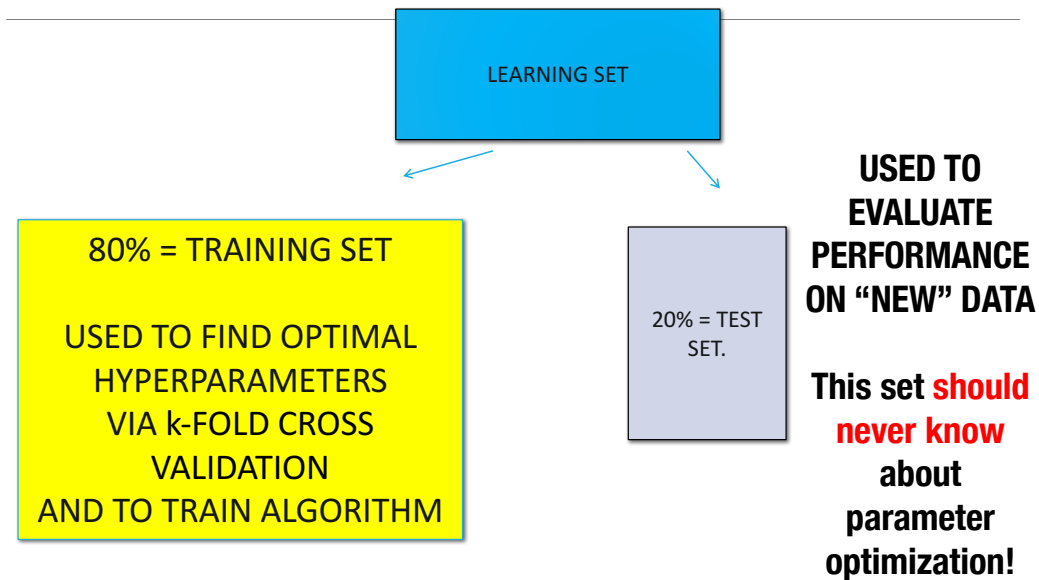 LEARNING SET
80% = TRAINING SET
USED TO FIND OPTIMAL
HYPERPARAMETERS
VIA k-FOLD CROSS
VALIDATION
AND TO TRAIN ALGORITHM
20% = TEST
SET.
USED TO
EVALUATE
PERFORMANCE
ON “NEW” DATA
This set should
never know
about
parameter
optimization!